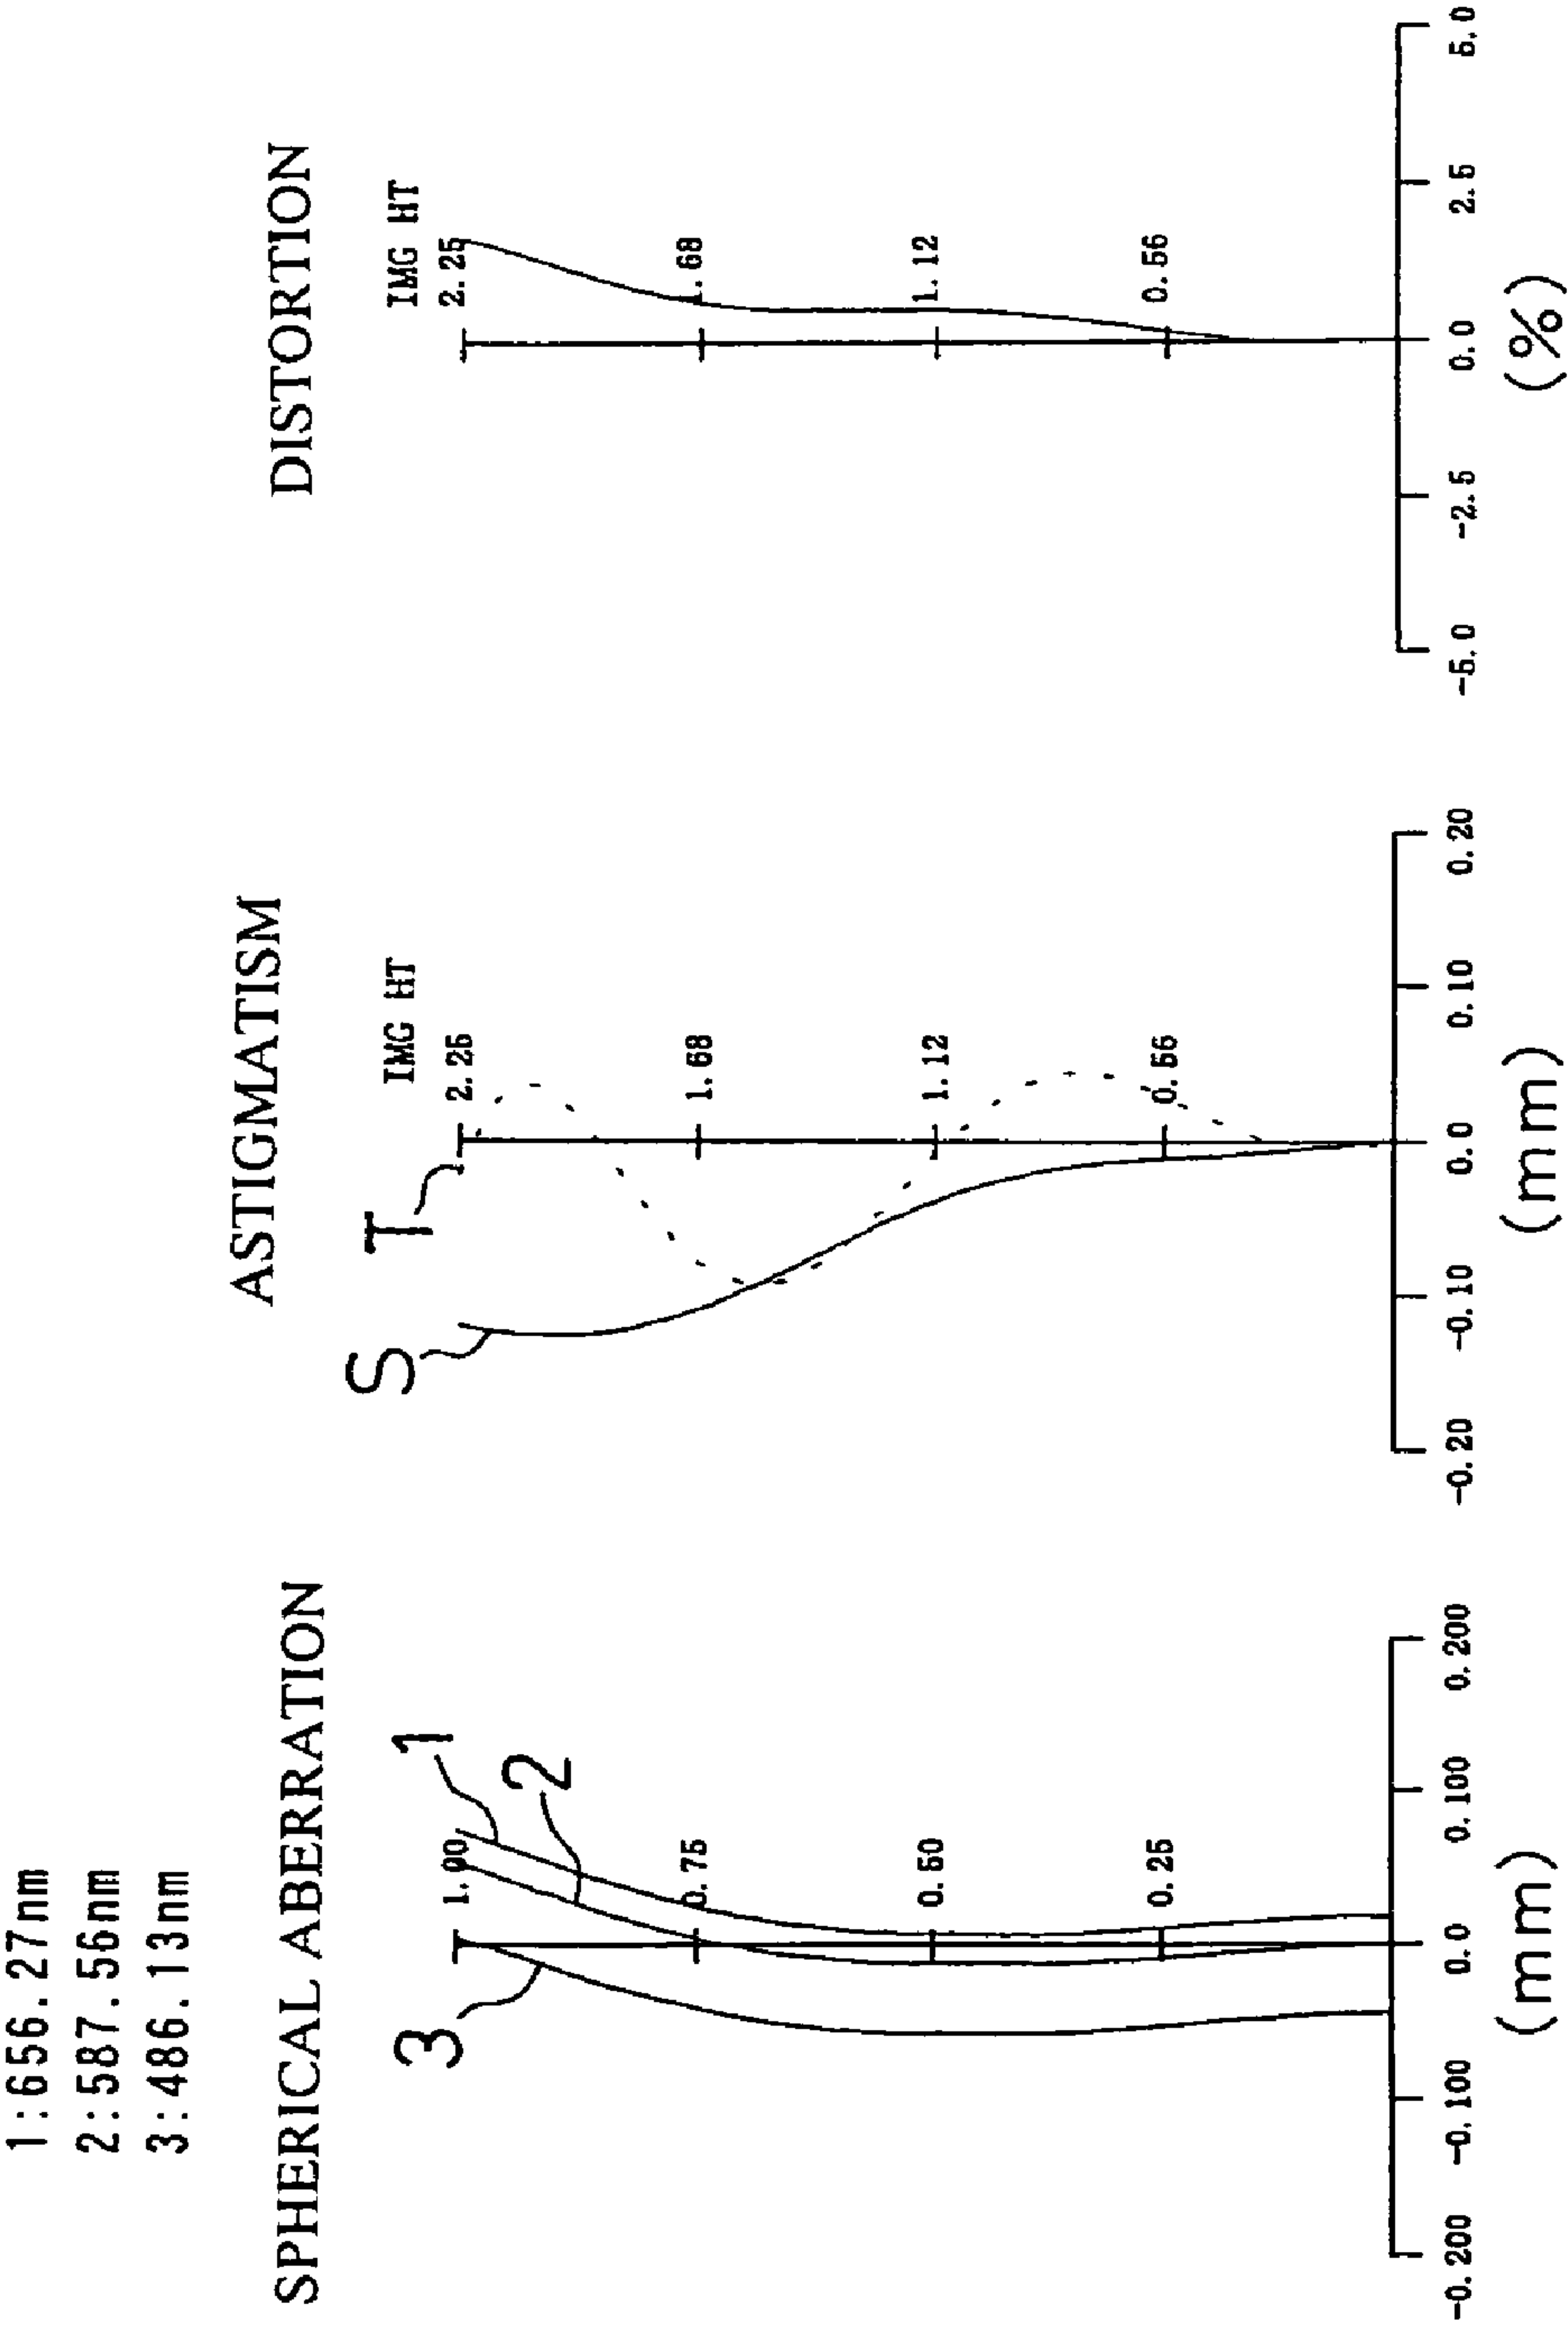 1:656.27nm
2:587.56nm
3:486.13nm
SPHERICAL ABERRATION
1
2
3
1.00
0.75
0.50
0.25
-0.200 -0.100 0.0 0.100 0.200
(mm)
ASTIGMATISM
IMG HT
S
T
2.25
1.68
1.12
0.56
-0.20 -0.10 0.0 0.10 0.20
(mm)
DISTORTION
IMG HT
2.25
1.68
1.12
0.56
-5.0 -2.5 0.0 2.5 5.0
(%)